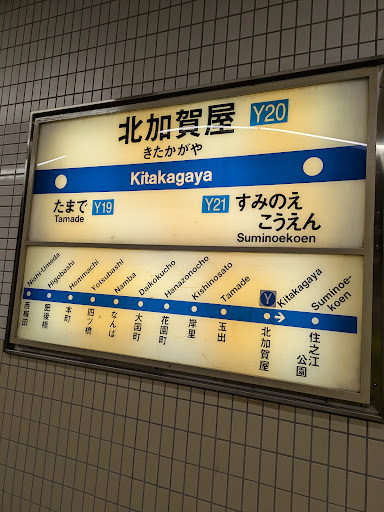 北加賀屋 Y20
きたかがや
Kitakagaya
たまで Y19
Tamade
Y21 すみのえ
こうえん
Suminoekoen
Nishi-Umeda Higobashi Hommachi Yotsubashi Namba Daikokucho Hanazonocho Kishinosato Tamade Y Kitakagaya Suminoe-
koen
西梅田 肥後橋 本町 四ツ橋 なんば 大国町 花園町 岸里 玉出 北加賀屋 住之江
公園